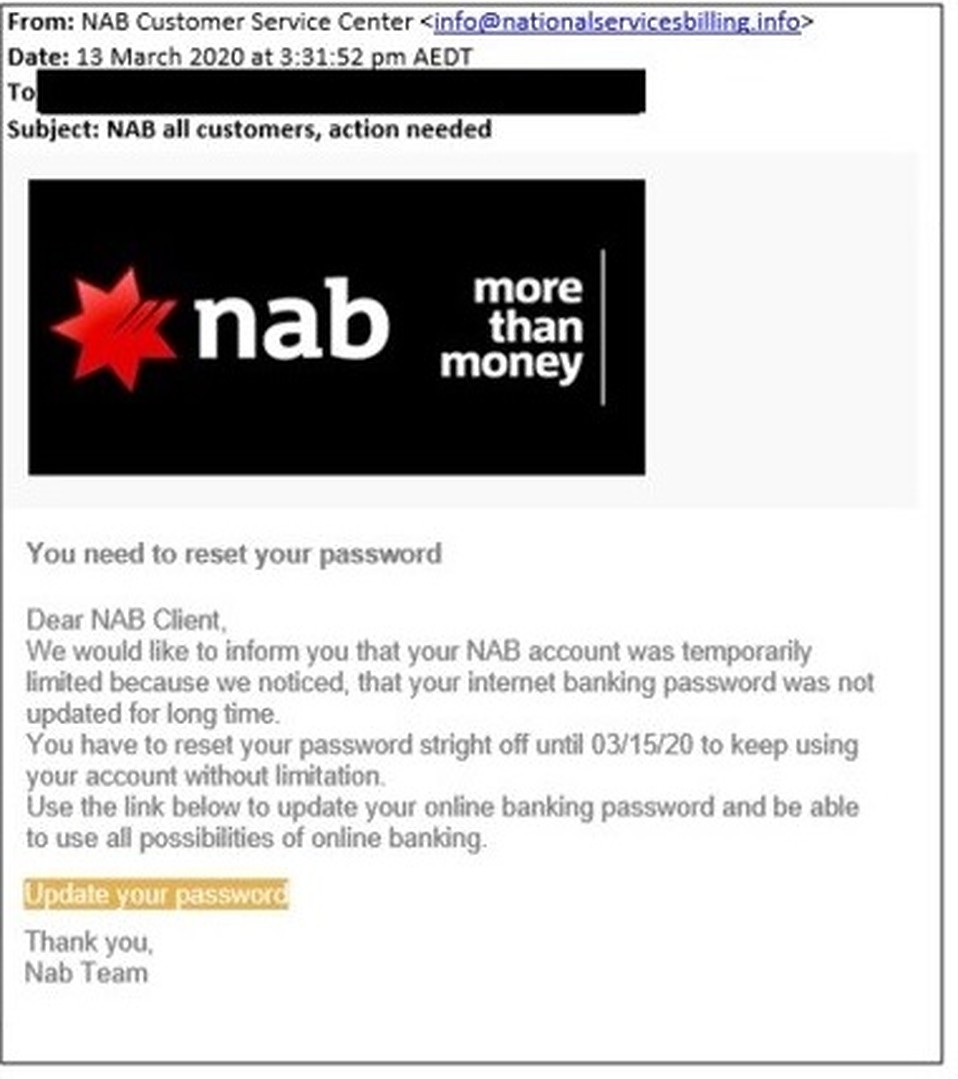 From: NAB Customer Service Center <info@nationalservicesbilling.info>
Date: 13 March 2020 at 3:31:52 pm AEDT
To
Subject: NAB all customers, action needed
nab
more
than
money
You need to reset your password
Dear NAB Client,
We would like to inform you that your NAB account was temporarily
limited because we noticed, that your internet banking password was not
updated for long time.
You have to reset your password stright off until 03/15/20 to keep using
your account without limitation.
Use the link below to update your online banking password and be able
to use all possibilities of online banking.
Update your password
Thank you,
Nab Team